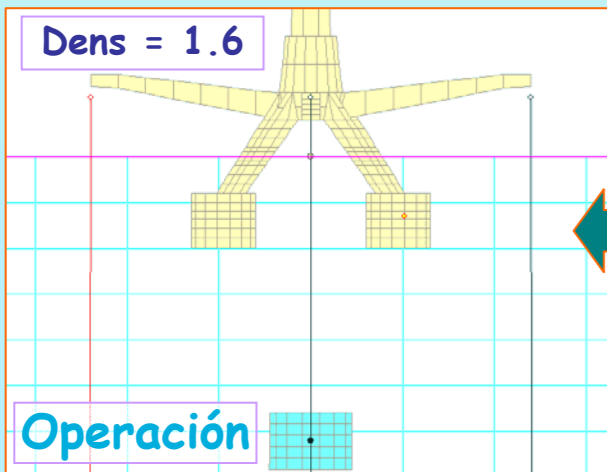 Dens = 1.6
Operación